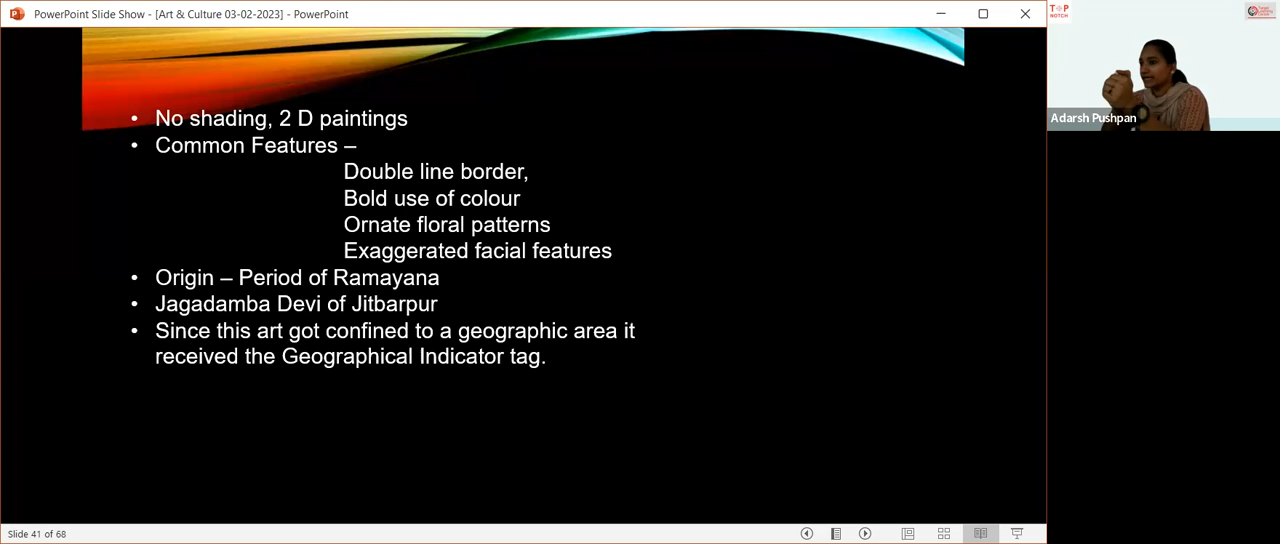 PowerPoint Slide Show - [Art & Culture 03-02-2023] - PowerPoint
T P
NOTCH
Adarsh Pushpan
• No shading, 2 D paintings
• Common Features –
Double line border,
Bold use of colour
Ornate floral patterns
Exaggerated facial features
• Origin – Period of Ramayana
• Jagadamba Devi of Jitbarpur
• Since this art got confined to a geographic area it
received the Geographical Indicator tag.
Slide 41 of 68